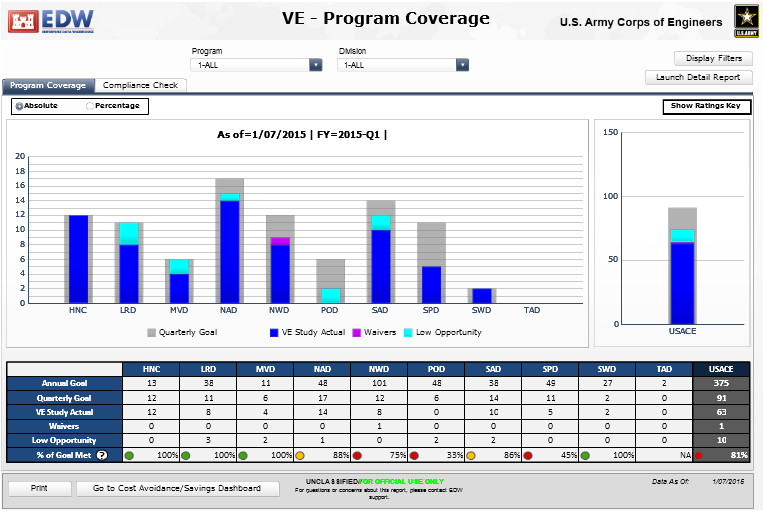 EDW
ENTERPRISE DATA WAREHOUSE
VE - Program Coverage
U.S. Army Corps of Engineers
U.S.ARMY
Program
Division
1-ALL
1-ALL
Display Filters
Launch Detail Report
Program Coverage
Compliance Check
Absolute
Percentage
Show Ratings Key
As of=1/07/2015 | FY=2015-Q1 |
20
18
16
14
12
10
8
6
4
2
0
HNC LRD MVD NAD NWD POD SAD SPD SWD TAD
Quarterly Goal VE Study Actual Waivers Low Opportunity
150
100
50
0
USACE
HNC LRD MVD NAD NWD POD SAD SPD SWD TAD USACE
Annual Goal 13 38 11 48 101 48 38 49 27 2 375
Quarterly Goal 12 11 6 17 12 6 14 11 2 0 91
VE Study Actual 12 8 4 14 8 0 10 5 2 0 63
Waivers 0 0 0 0 1 0 0 0 0 0 1
Low Opportunity 0 3 2 1 0 2 2 0 0 0 10
% of Goal Met ? 100% 100% 100% 88% 75% 33% 86% 45% 100% NA 81%
Print
Go to Cost Avoidance/Savings Dashboard
UNCLASSIFIED//FOR OFFICIAL USE ONLY
For questions or concerns about this report, please contact EDW
support.
Data As Of: 1/07/2015